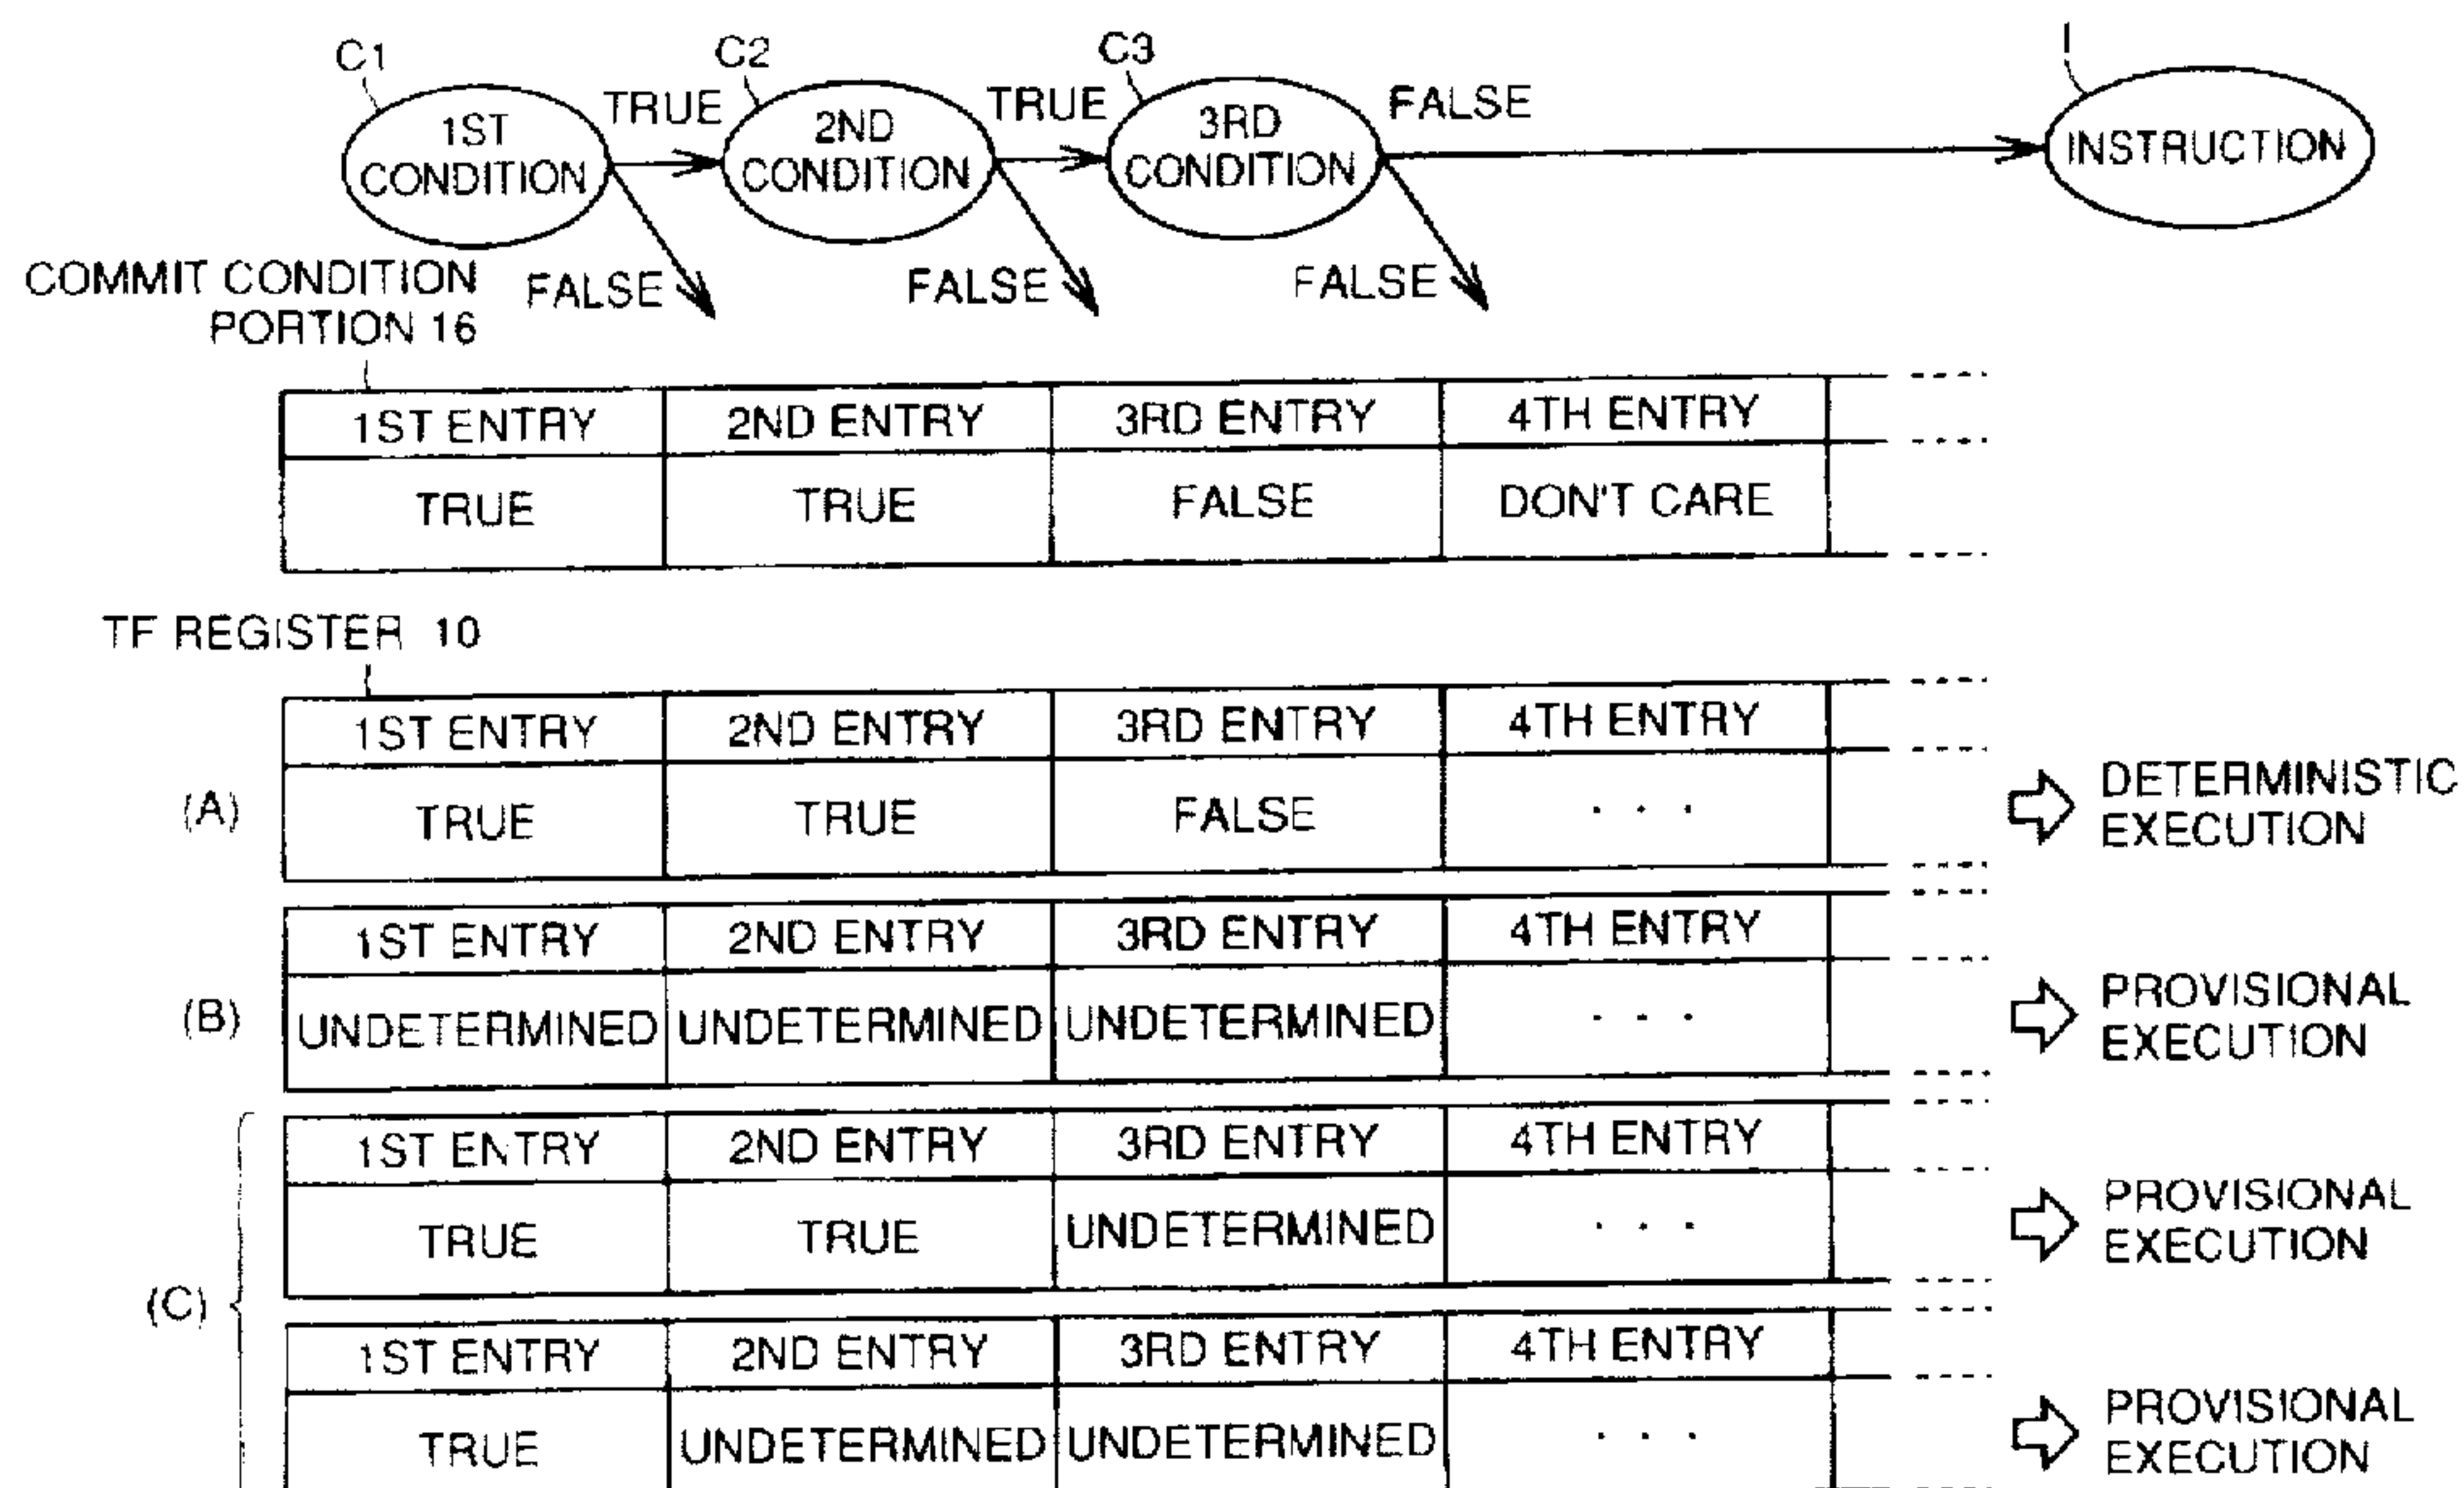 C1
C2
C3
I
1ST CONDITION
TRUE
2ND CONDITION
TRUE
3RD CONDITION
FALSE
INSTRUCTION
FALSE
FALSE
FALSE
COMMIT CONDITION
PORTION 16
1ST ENTRY 2ND ENTRY 3RD ENTRY 4TH ENTRY
TRUE TRUE FALSE DON'T CARE
TF REGISTER 10
1ST ENTRY 2ND ENTRY 3RD ENTRY 4TH ENTRY
(A) TRUE TRUE FALSE . . .
DETERMINISTIC
EXECUTION
1ST ENTRY 2ND ENTRY 3RD ENTRY 4TH ENTRY
(B) UNDETERMINED UNDETERMINED UNDETERMINED . . .
PROVISIONAL
EXECUTION
(C)
1ST ENTRY 2ND ENTRY 3RD ENTRY 4TH ENTRY
TRUE TRUE UNDETERMINED . . .
PROVISIONAL
EXECUTION
1ST ENTRY 2ND ENTRY 3RD ENTRY 4TH ENTRY
TRUE UNDETERMINED UNDETERMINED . . .
PROVISIONAL
EXECUTION